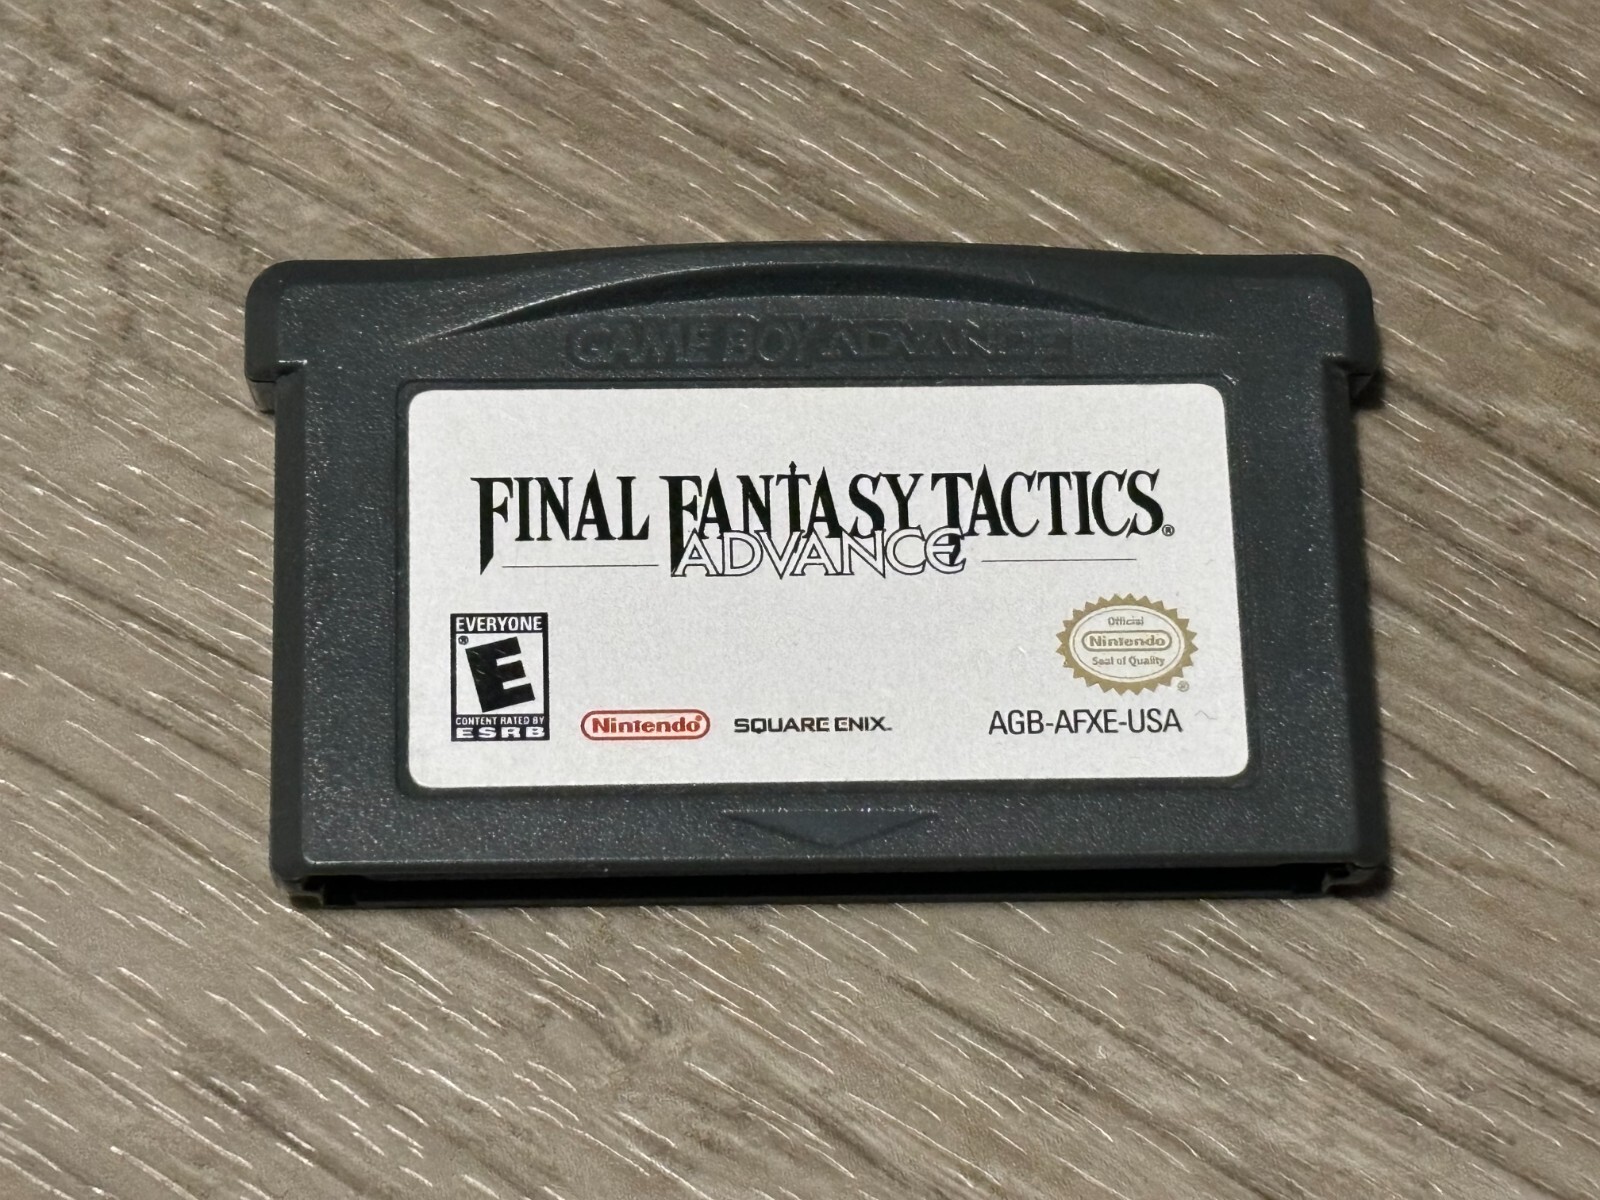 GAME BOY ADVANCE
FINAL FANTASY TACTICS®
ADVANCE
EVERYONE
E®
CONTENT RATED BY
ESRB
Nintendo®
SQUARE ENIX™
Official
Nintendo
Seal of Quality®
AGB-AFXE-USA